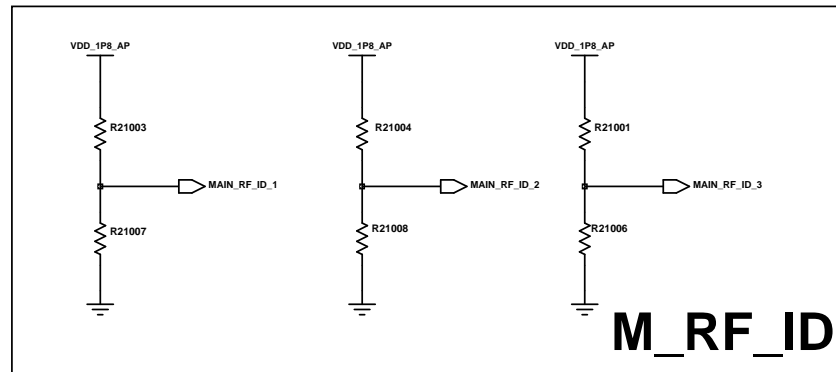 VDD_1P8_AP VDD_1P8_AP VDD_1P8_AP
R21003 R21004 R21001
MAIN_RF_ID_1 MAIN_RF_ID_2 MAIN_RF_ID_3
R21007 R21008 R21006
M_RF_ID